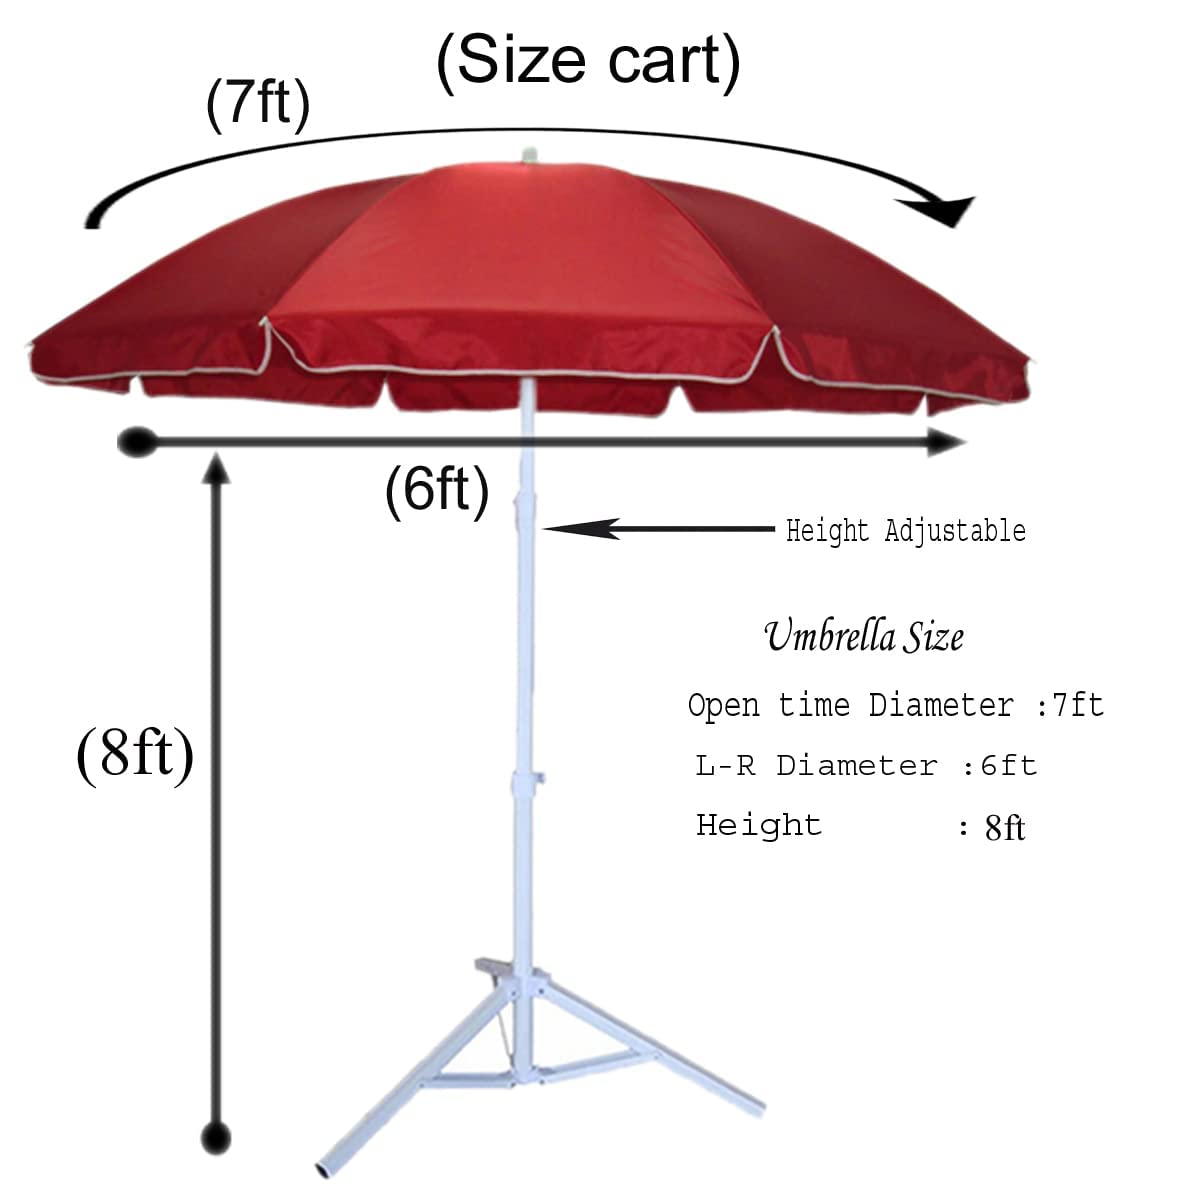 (Size cart)
(7ft)
(6ft)
Height Adjustable
Umbrella Size
Open time Diameter :7ft
L-R Diameter :6ft
(8ft)
Height : 8ft